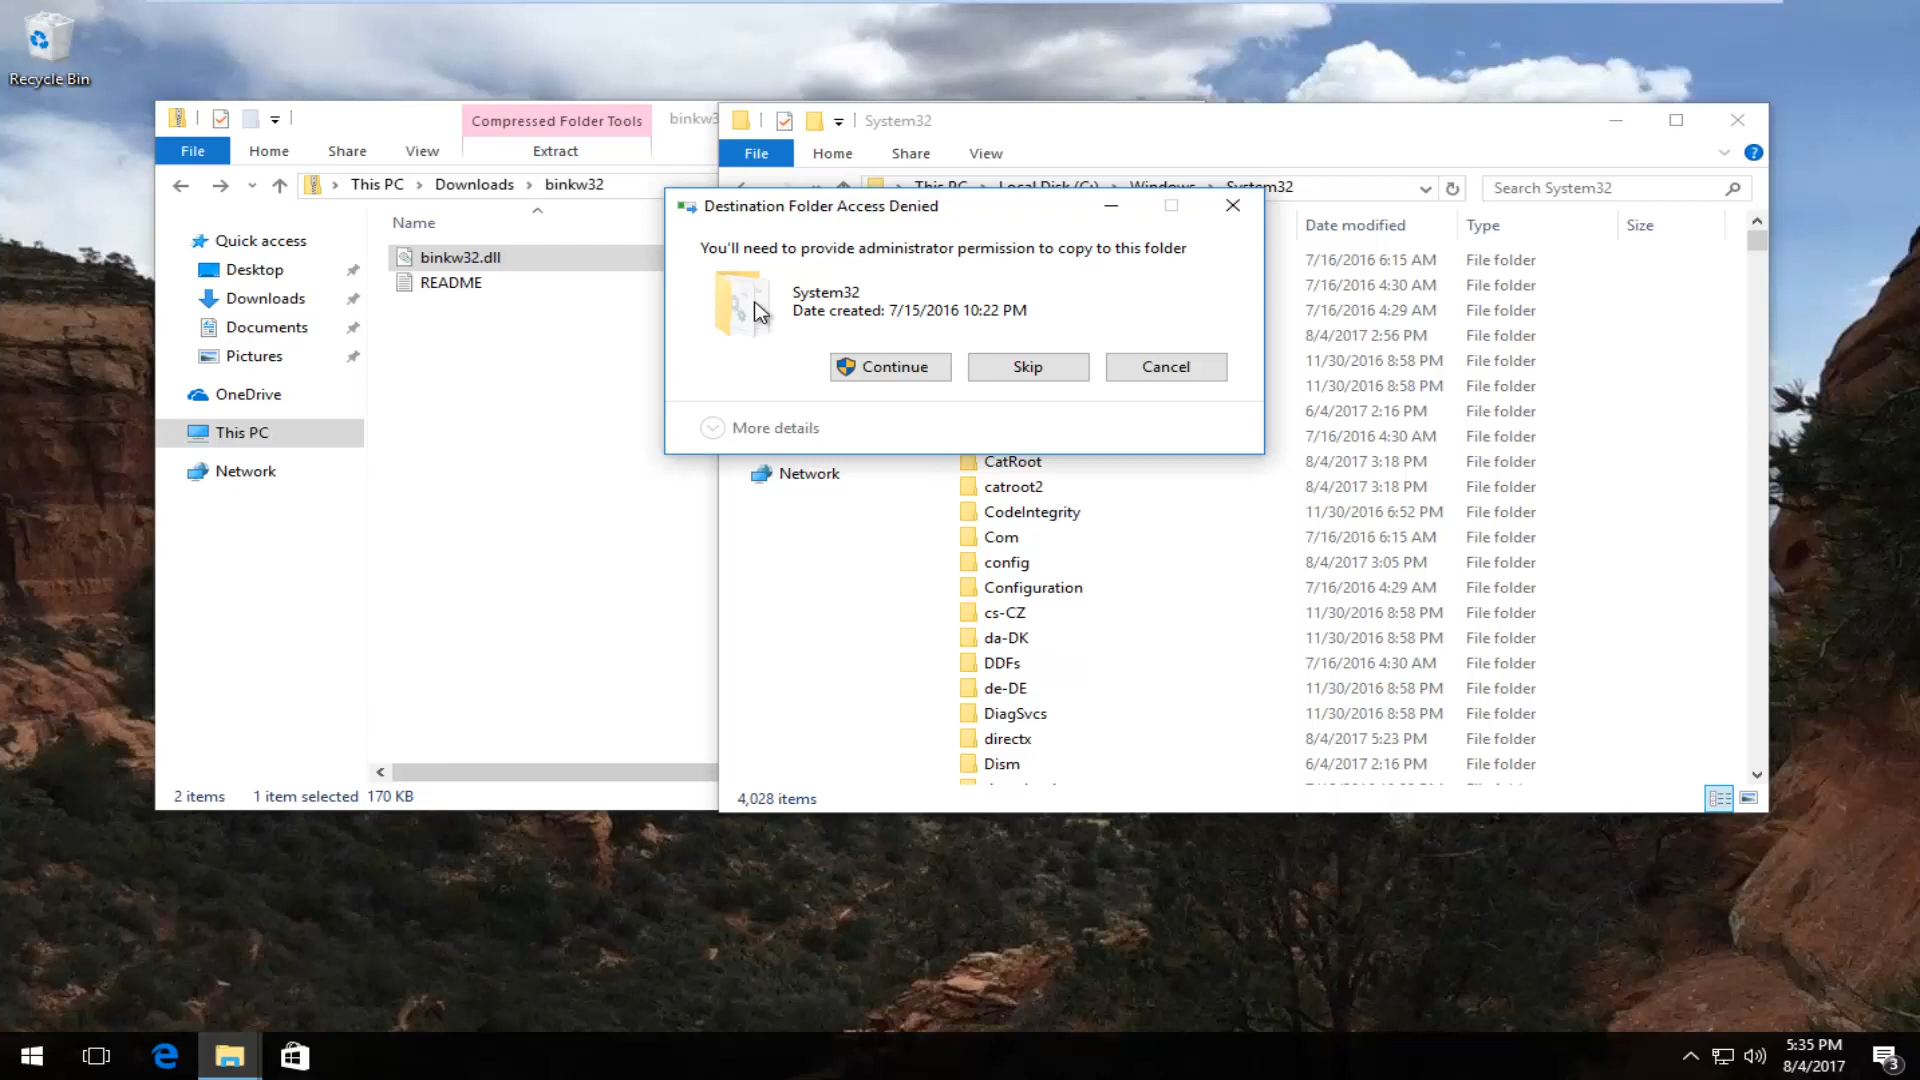 Recycle Bin
Compressed Folder Tools
binkw3
File
Home
Share
View
Extract
This PC
Downloads
binkw32
Name
Quick access
Desktop
Downloads
Documents
Pictures
OneDrive
This PC
Network
binkw32.dll
README
2 items
1 item selected 170 KB
System32
File
Home
Share
View
This PC
Local Disk (C:)
Windows
System32
Search System32
Destination Folder Access Denied
You'll need to provide administrator permission to copy to this folder
System32
Date created: 7/15/2016 10:22 PM
Continue
Skip
Cancel
More details
Network
Date modified
Type
Size
7/16/2016 6:15 AM File folder
7/16/2016 4:30 AM File folder
7/16/2016 4:29 AM File folder
8/4/2017 2:56 PM File folder
11/30/2016 8:58 PM File folder
11/30/2016 8:58 PM File folder
6/4/2017 2:16 PM File folder
7/16/2016 4:30 AM File folder
CatRoot 8/4/2017 3:18 PM File folder
catroot2 8/4/2017 3:18 PM File folder
CodeIntegrity 11/30/2016 6:52 PM File folder
Com 7/16/2016 6:15 AM File folder
config 8/4/2017 3:05 PM File folder
Configuration 7/16/2016 4:29 AM File folder
cs-CZ 11/30/2016 8:58 PM File folder
da-DK 11/30/2016 8:58 PM File folder
DDFs 7/16/2016 4:30 AM File folder
de-DE 11/30/2016 8:58 PM File folder
DiagSvcs 11/30/2016 8:58 PM File folder
directx 8/4/2017 5:23 PM File folder
Dism 6/4/2017 2:16 PM File folder
4,028 items
5:35 PM
8/4/2017
3